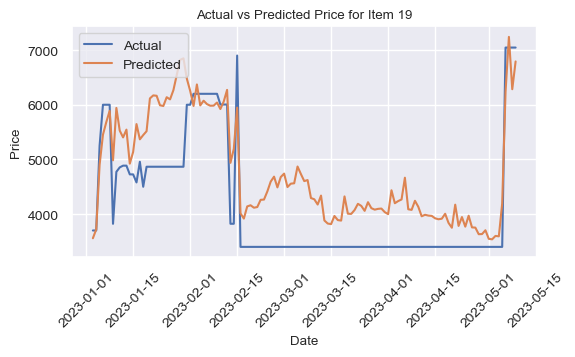 Actual vs Predicted Price for Item 19
Actual
Predicted
Price
7000
6000
5000
4000
2023-01-01
2023-01-15
2023-02-01
2023-02-15
2023-03-01
2023-03-15
2023-04-01
2023-04-15
2023-05-01
2023-05-15
Date